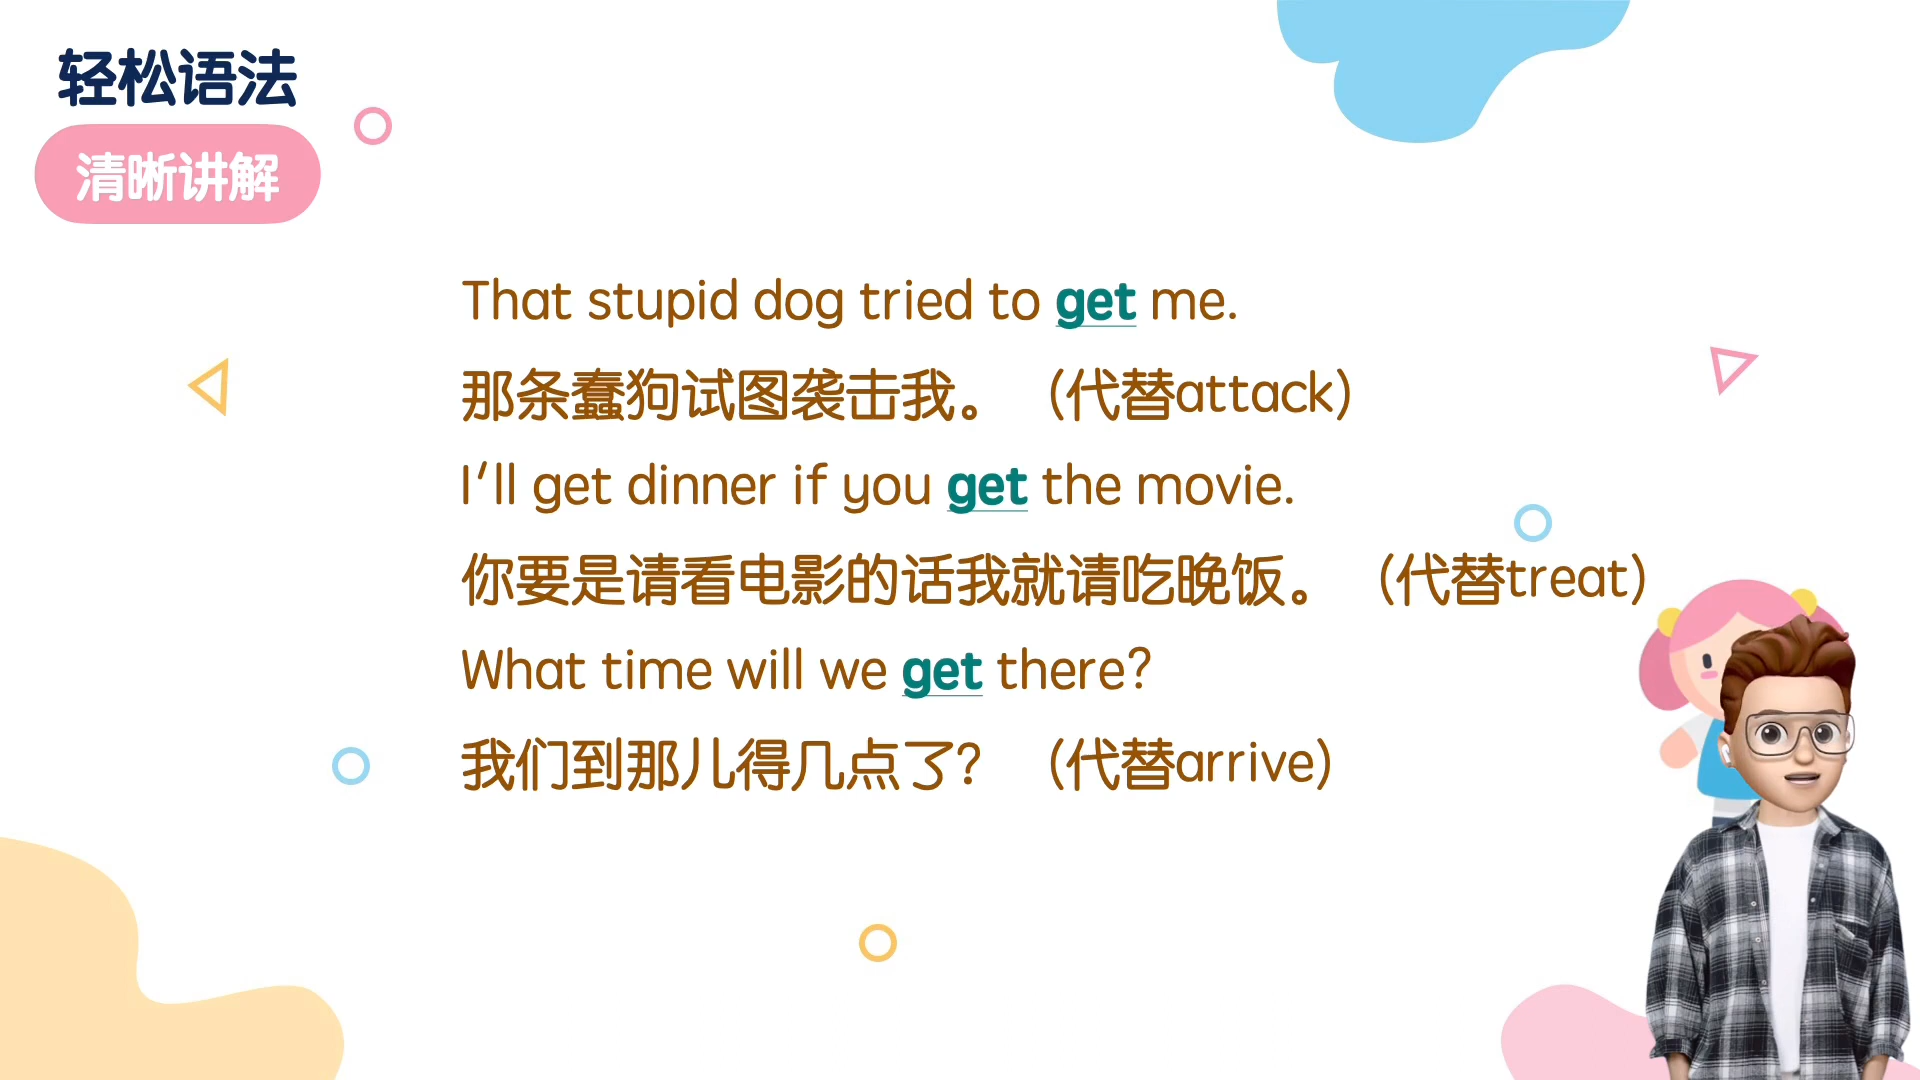 轻松语法
清晰讲解
That stupid dog tried to get me.
那条蠢狗试图袭击我。（代替attack）
I'll get dinner if you get the movie.
你要是请看电影的话我就请吃晚饭。（代替treat）
What time will we get there?
我们到那儿得几点了？（代替arrive）